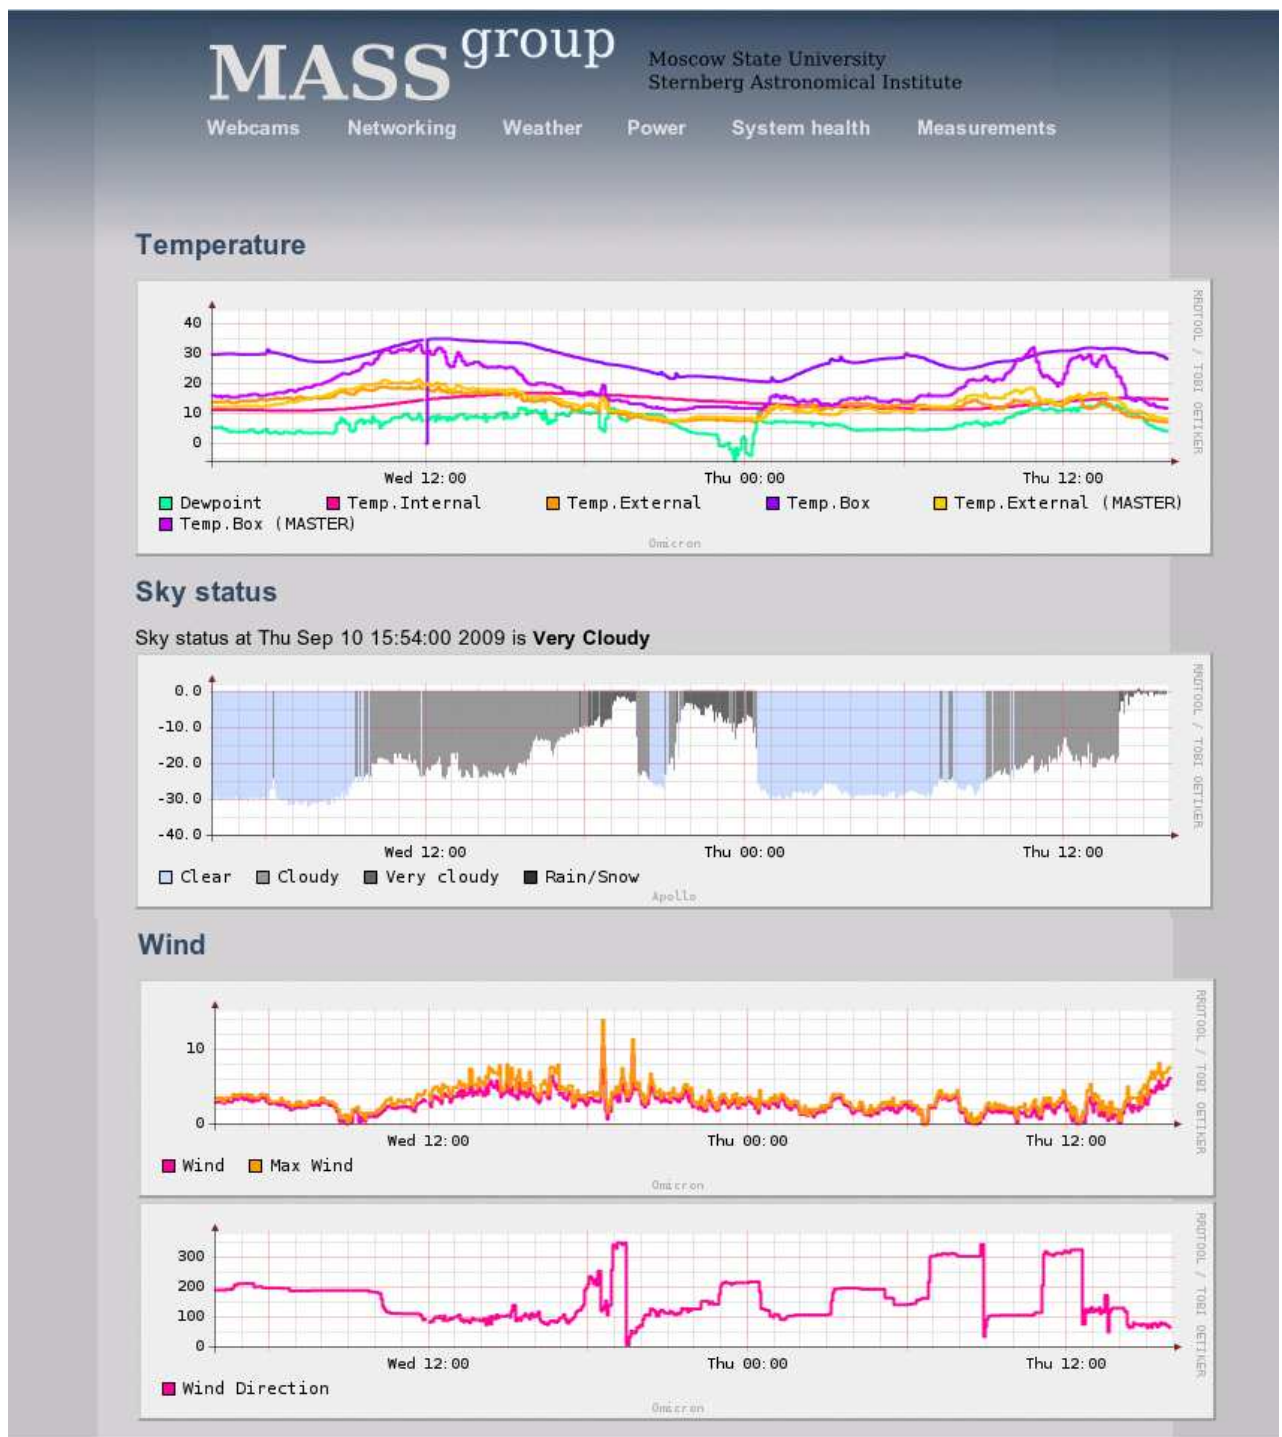 MASS group
Moscow State University
Sternberg Astronomical Institute
Webcams Networking Weather Power System health Measurements
Temperature
40
30
20
10
0
Wed 12:00 Thu 00:00 Thu 12:00
Dewpoint Temp.Internal Temp.External Temp.Box Temp.External (MASTER)
Temp.Box (MASTER)
Omicron
RRDTOOL / TOBI OETIKER
Sky status
Sky status at Thu Sep 10 15:54:00 2009 is Very Cloudy
0.0
-10.0
-20.0
-30.0
-40.0
Wed 12:00 Thu 00:00 Thu 12:00
Clear Cloudy Very cloudy Rain/Snow
Apollo
RRDTOOL / TOBI OETIKER
Wind
10
0
Wed 12:00 Thu 00:00 Thu 12:00
Wind Max Wind
Omicron
RRDTOOL / TOBI OETIKER
300
200
100
0
Wed 12:00 Thu 00:00 Thu 12:00
Wind Direction
Omicron
RRDTOOL / TOBI OETIKER